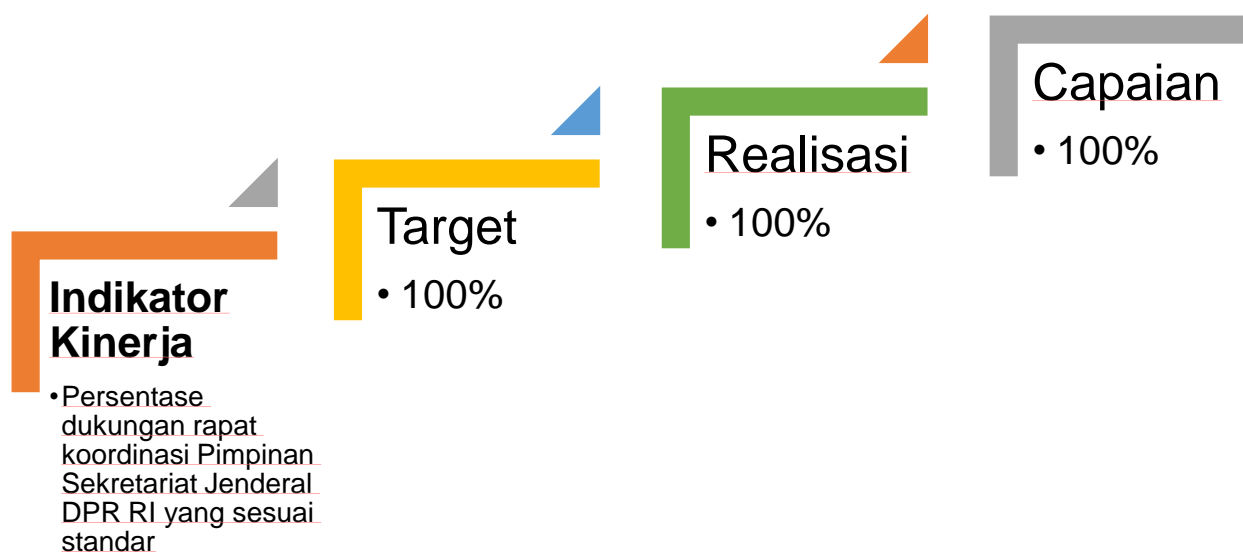 Indikator
Kinerja
•Persentase
dukungan rapat
koordinasi Pimpinan
Sekretariat Jenderal
DPR RI yang sesuai
standar
Target
• 100%
Realisasi
• 100%
Capaian
• 100%